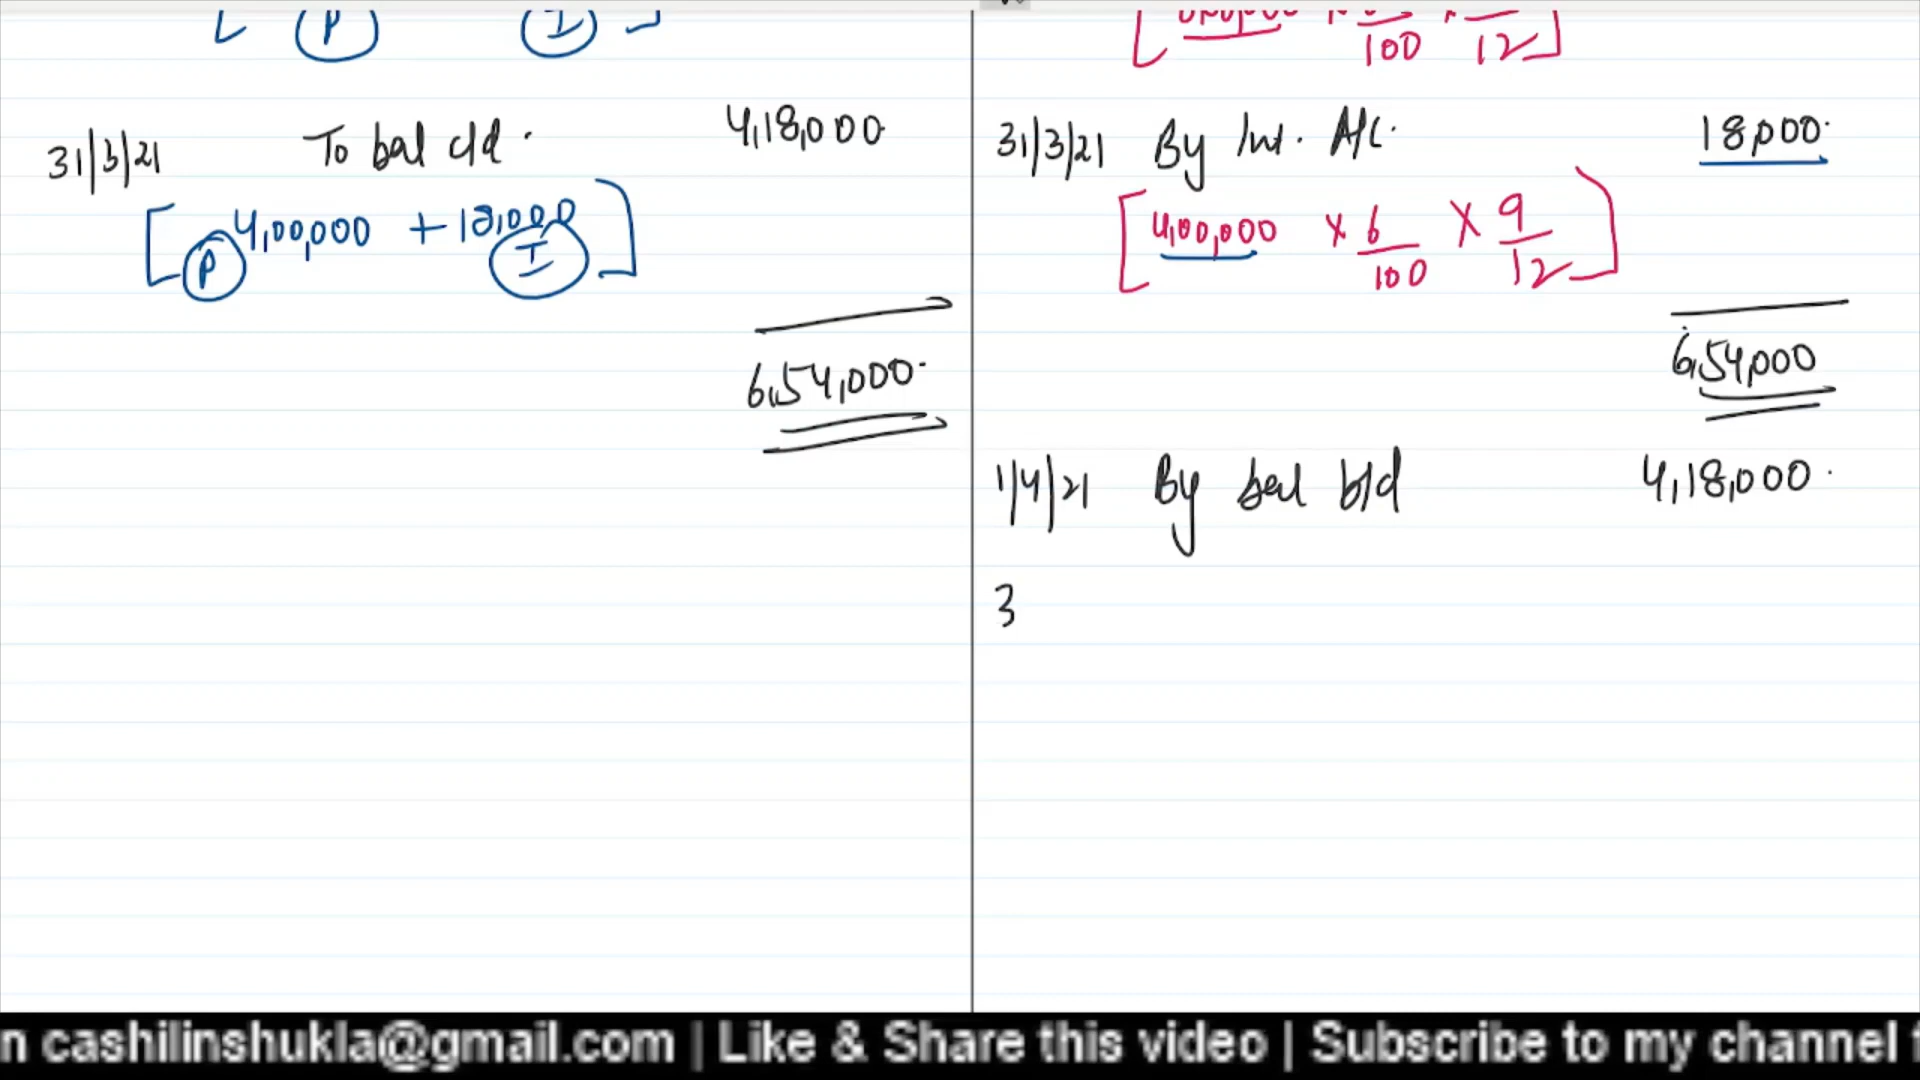 [ P I ]
31/3/21 To bal c/d. 4,18,000
[ 4,00,000 + 18,000 ]
P I
6,54,000.
100 12
31/3/21 By Int. A/c. 18,000.
[ 4,00,000 × 6/100 × 9/12 ]
6,54,000
1/4/21 By bal b/d 4,18,000.
3
n cashilinshukla@gmail.com | Like & Share this video | Subscribe to my channel f